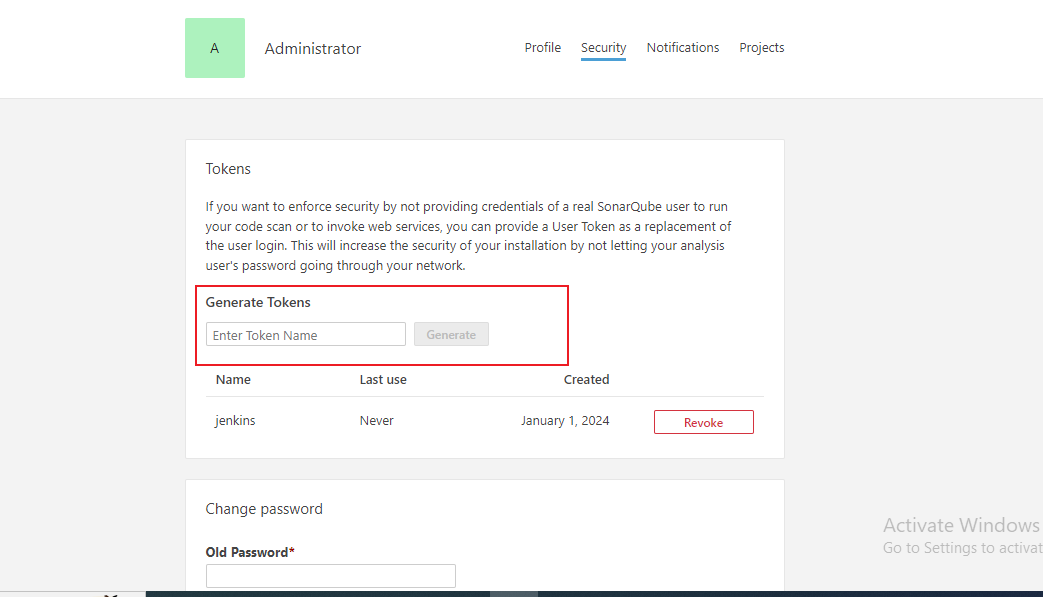 A
Administrator
Profile Security Notifications Projects
Tokens
If you want to enforce security by not providing credentials of a real SonarQube user to run
your code scan or to invoke web services, you can provide a User Token as a replacement of
the user login. This will increase the security of your installation by not letting your analysis
user's password going through your network.
Generate Tokens
Enter Token Name Generate
Name Last use Created
jenkins Never January 1, 2024 Revoke
Change password
Old Password*
Activate Windows
Go to Settings to activat